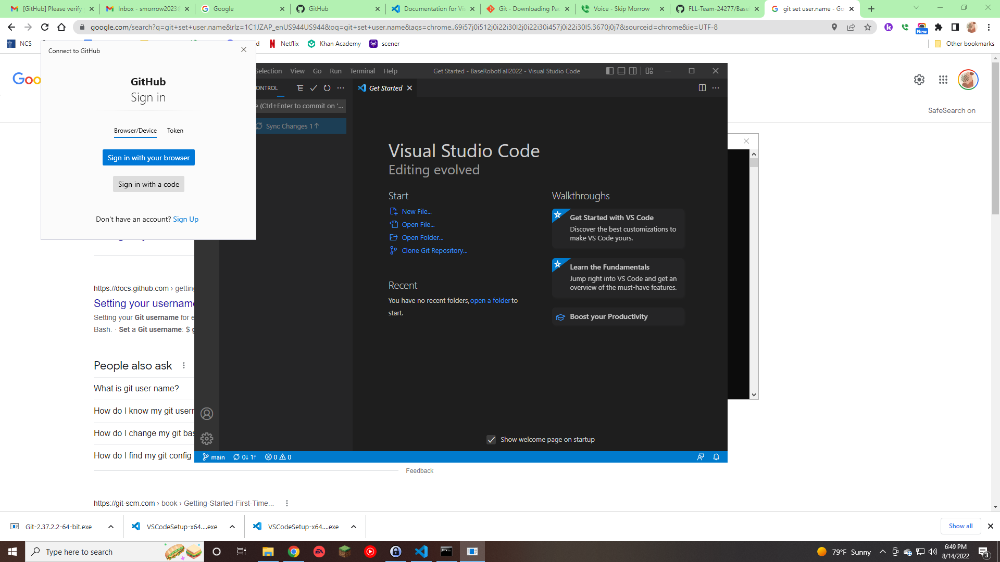 [GitHub] Please verify
Inbox - smorrow2023
Google
GitHub
Documentation for Vis
Git - Downloading Pac
Voice - Skip Morrow
FLL-Team-24277/Basel
git set user.name - Go
google.com/search?q=git+set+user.name&rlz=1C1JZAP_enUS944US944&oq=git+set+user.name&aqs=chrome..69i57j0i512j0i22i30l2j0i22i30i457j0i22i30l5.3670j0j7&sourceid=chrome&ie=UTF-8
New
NCS
d
Netflix
Khan Academy
scener
Other bookmarks
Connect to GitHub
GitHub
Sign in
Browser/Device
Token
Sign in with your browser
Sign in with a code
Don't have an account? Sign Up
Goo
SafeSearch on
Selection View Go Run Terminal Help
Get Started - BaseRobotFall2022 - Visual Studio Code
ONTROL
Get Started
e (Ctrl+Enter to commit on '...
Sync Changes 1↑
Visual Studio Code
Editing evolved
Start
New File...
Open File...
Open Folder...
Clone Git Repository...
Recent
You have no recent folders, open a folder to
start.
Walkthroughs
Get Started with VS Code
Discover the best customizations to
make VS Code yours.
Learn the Fundamentals
Jump right into VS Code and get an
overview of the must-have features.
Boost your Productivity
Show welcome page on startup
main
0↓ 1↑
0
0
https://docs.github.com › getting
Setting your username
Setting your Git username for e
Bash. · Set a Git username: $ g
People also ask
What is git user name?
How do I know my git usern
How do I change my git bas
How do I find my git config
Feedback
https://git-scm.com › book › Getting-Started-First-Time...
Git-2.37.2.2-64-bit.exe
VSCodeSetup-x64....exe
VSCodeSetup-x64....exe
Show all
Type here to search
EA
79°F Sunny
6:49 PM
8/14/2022
3